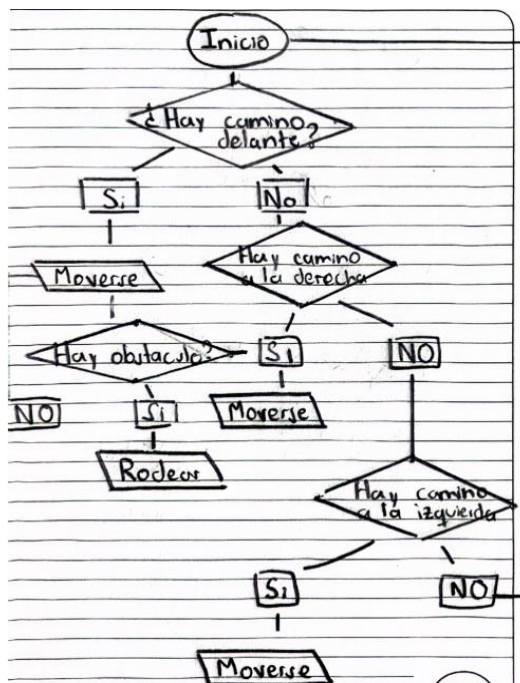 Inicio
¿Hay camino
delante?
Si
No
Moverse
Hay camino
a la derecha
Hay obstaculo?
Si
NO
NO
Si
Moverse
Rodear
Hay camino
a la izquierda
Si
NO
Moverse